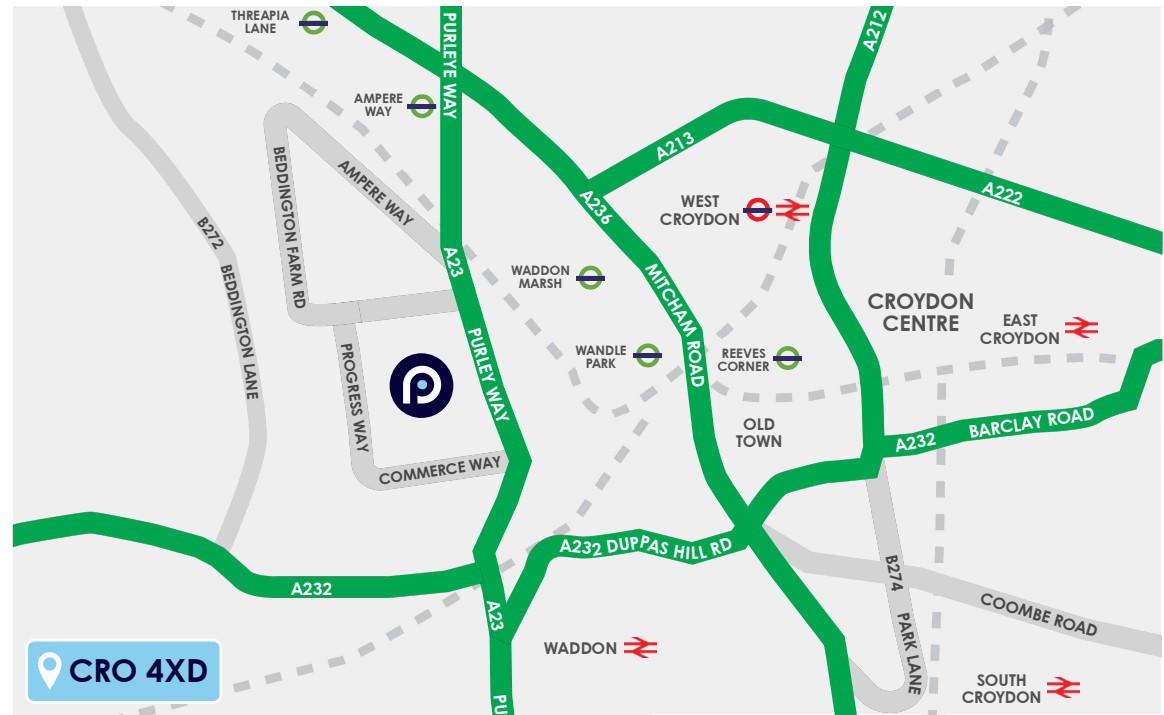 THREAPIA
LANE
PURLEYE WAY
A212
AMPERE
WAY
A213
BEDDINGTON FARM RD
AMPERE WAY
A222
A236
WEST
CROYDON
B272
A23
WADDON
MARSH
MITCHAM ROAD
BEDDINGTON LANE
CROYDON
CENTRE
EAST
CROYDON
PURLEY WAY
PROGRESS WAY
WANDLE
PARK
REEVES
CORNER
OLD
TOWN
A232
BARCLAY ROAD
COMMERCE WAY
A232 DUPPAS HILL RD
A232
B274
PARK LANE
A23
COOMBE ROAD
WADDON
CRO 4XD
SOUTH
CROYDON
PU